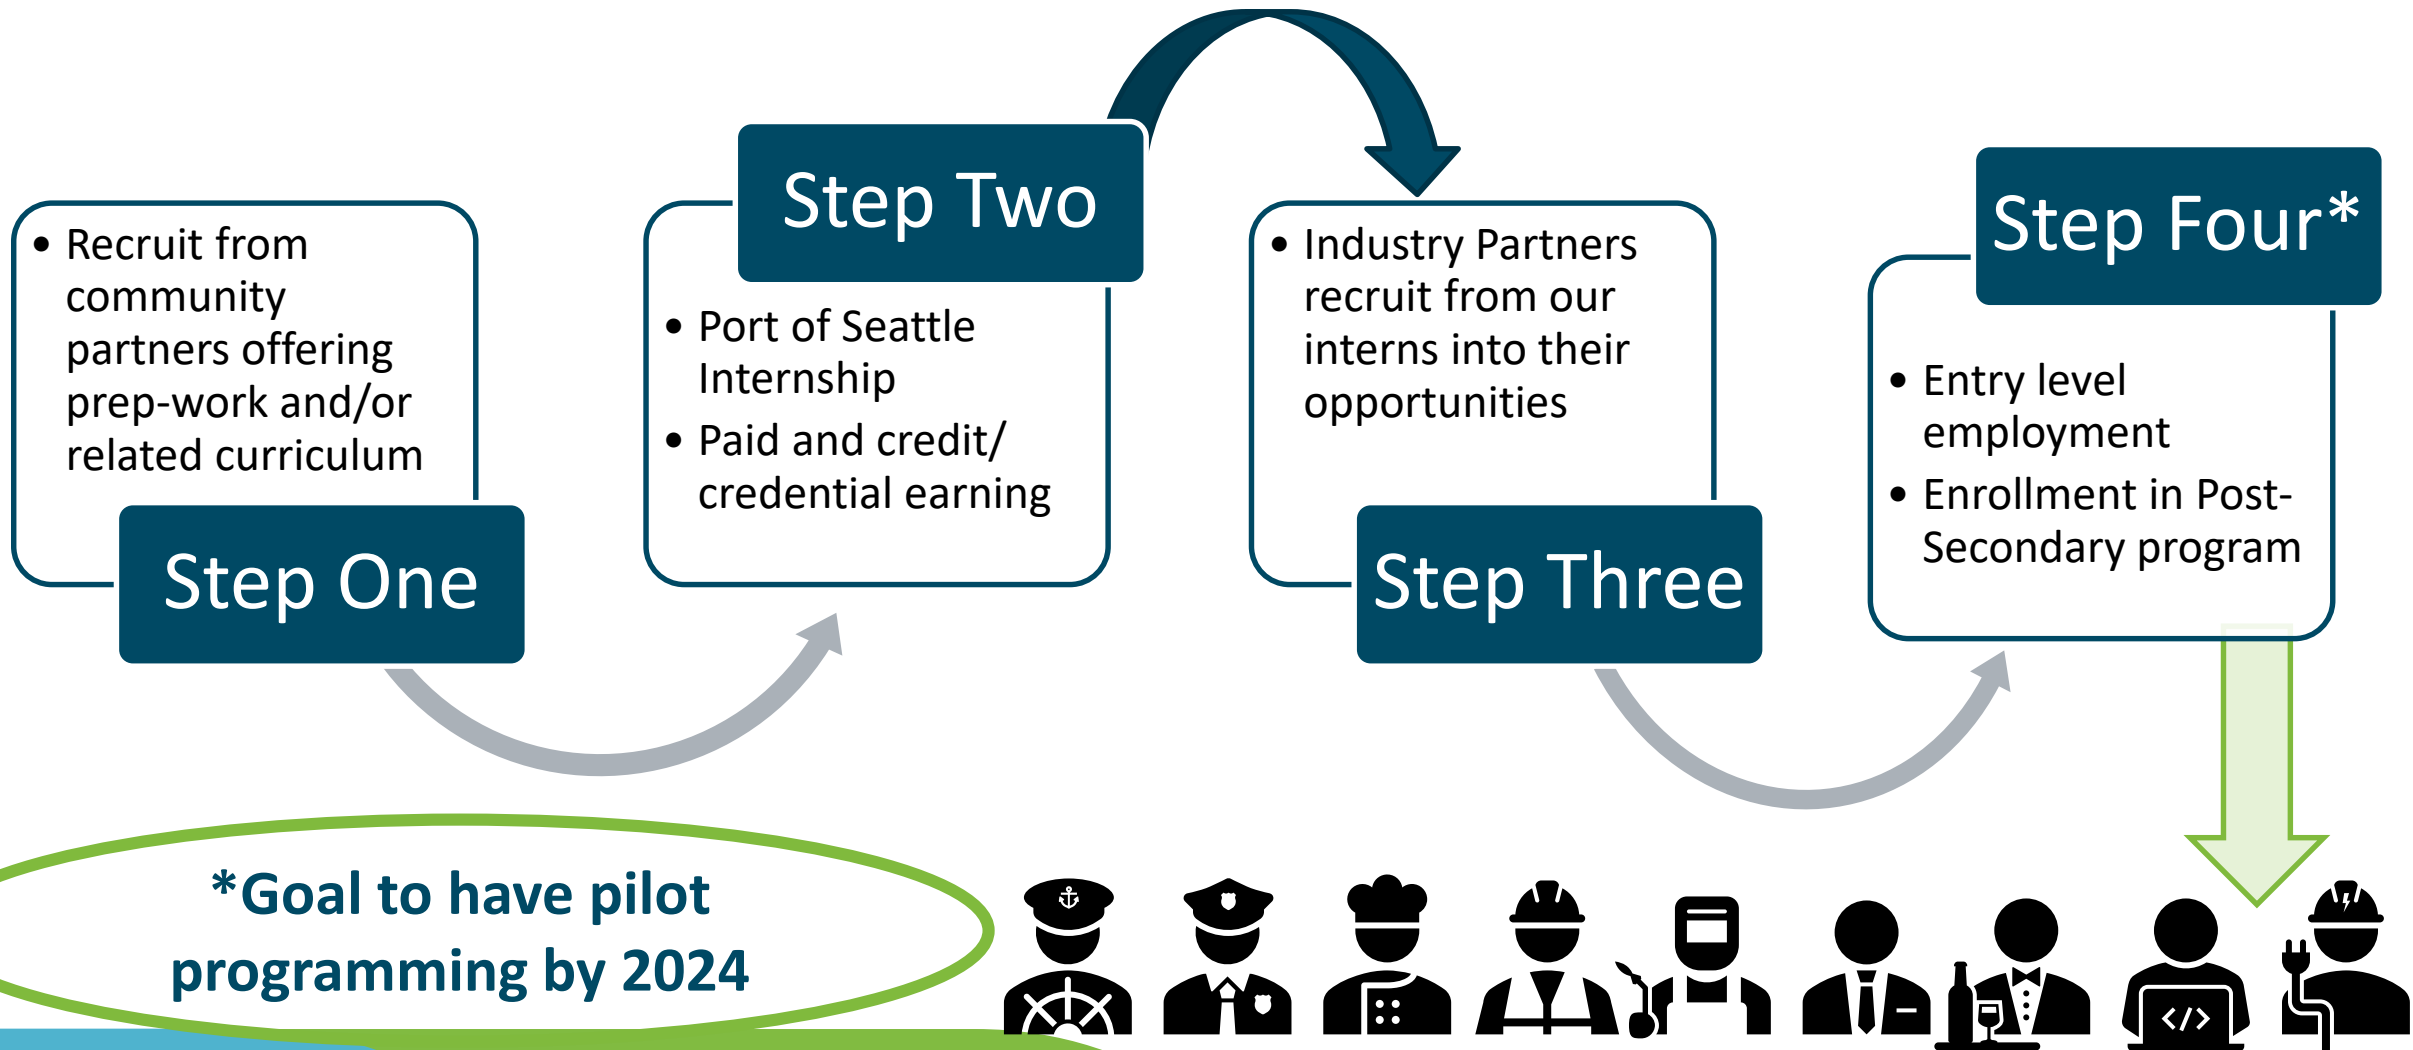 • Recruit from
community
partners offering
prep-work and/or
related curriculum
Step One
Step Two
• Port of Seattle
Internship
• Paid and credit/
credential earning
• Industry Partners
recruit from our
interns into their
opportunities
Step Three
Step Four*
• Entry level
employment
• Enrollment in Post-
Secondary program
*Goal to have pilot
programming by 2024
</>